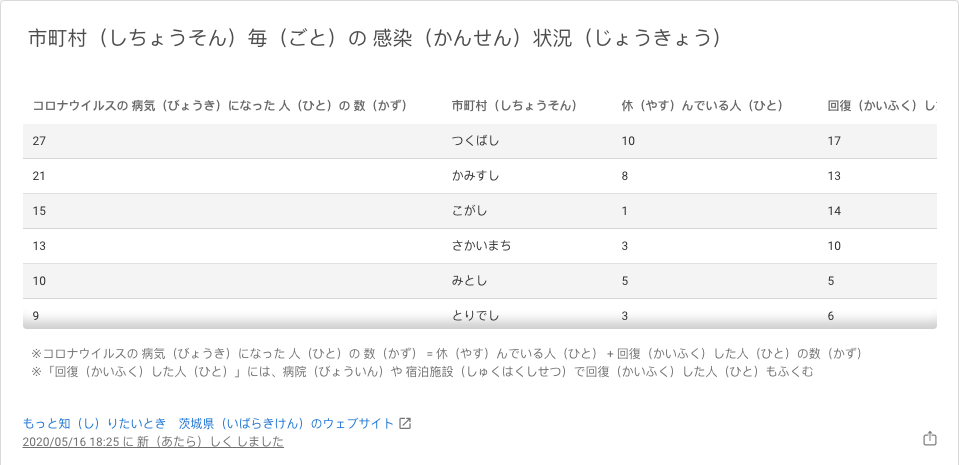 市町村（しちょうそん）毎（ごと）の 感染（かんせん）状況（じょうきょう）
コロナウイルスの 病気（びょうき）になった 人（ひと）の 数（かず） 市町村（しちょうそん） 休（やす）んでいる人（ひと） 回復（かいふく）し
27 つくばし 10 17
21 かみすし 8 13
15 こがし 1 14
13 さかいまち 3 10
10 みとし 5 5
9 とりでし 3 6
※コロナウイルスの 病気（びょうき）になった 人（ひと）の 数（かず） = 休（やす）んでいる人（ひと） + 回復（かいふく）した人（ひと）の数（かず）
※「回復（かいふく）した人（ひと）」には、病院（びょういん）や 宿泊施設（しゅくはくしせつ）で回復（かいふく）した人（ひと）もふくむ
もっと知（し）りたいとき　茨城県（いばらきけん）のウェブサイト
2020/05/16 18:25 に 新（あたら）しく しました